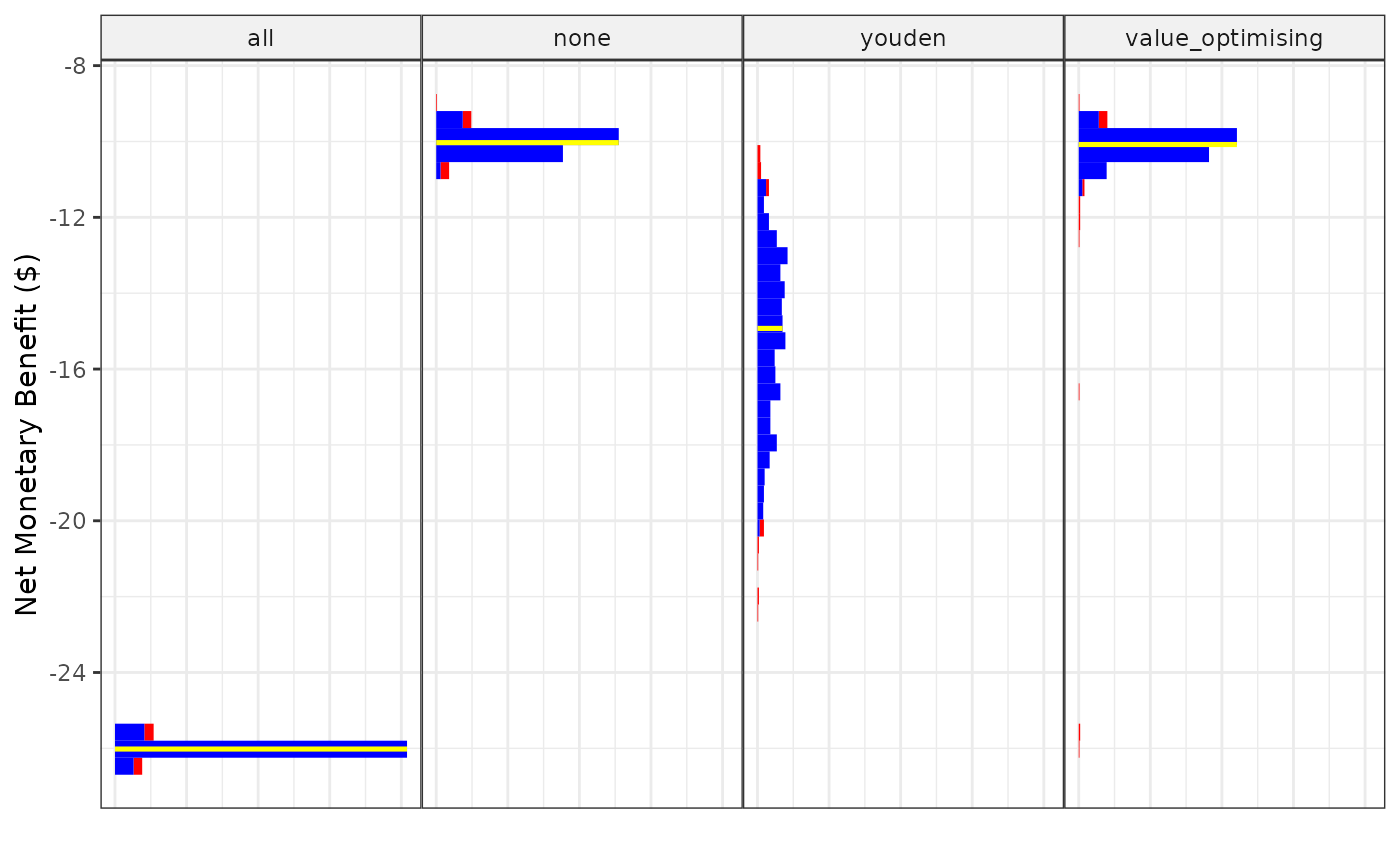 all
none
youden
value_optimising
Net Monetary Benefit ($)
-8
-12
-16
-20
-24